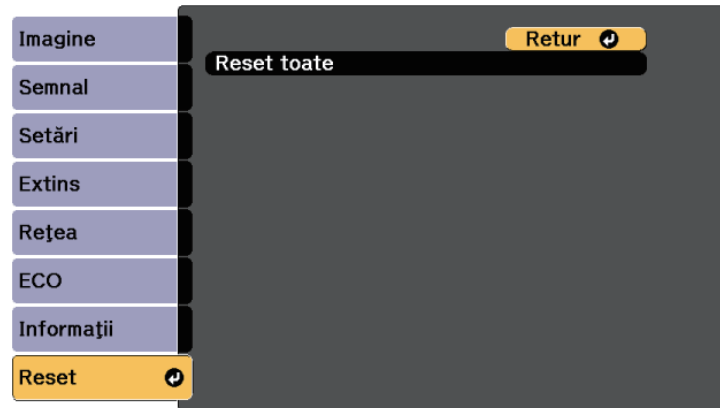 Imagine
Semnal
Setări
Extins
Reţea
ECO
Informaţii
Reset
Retur
Reset toate